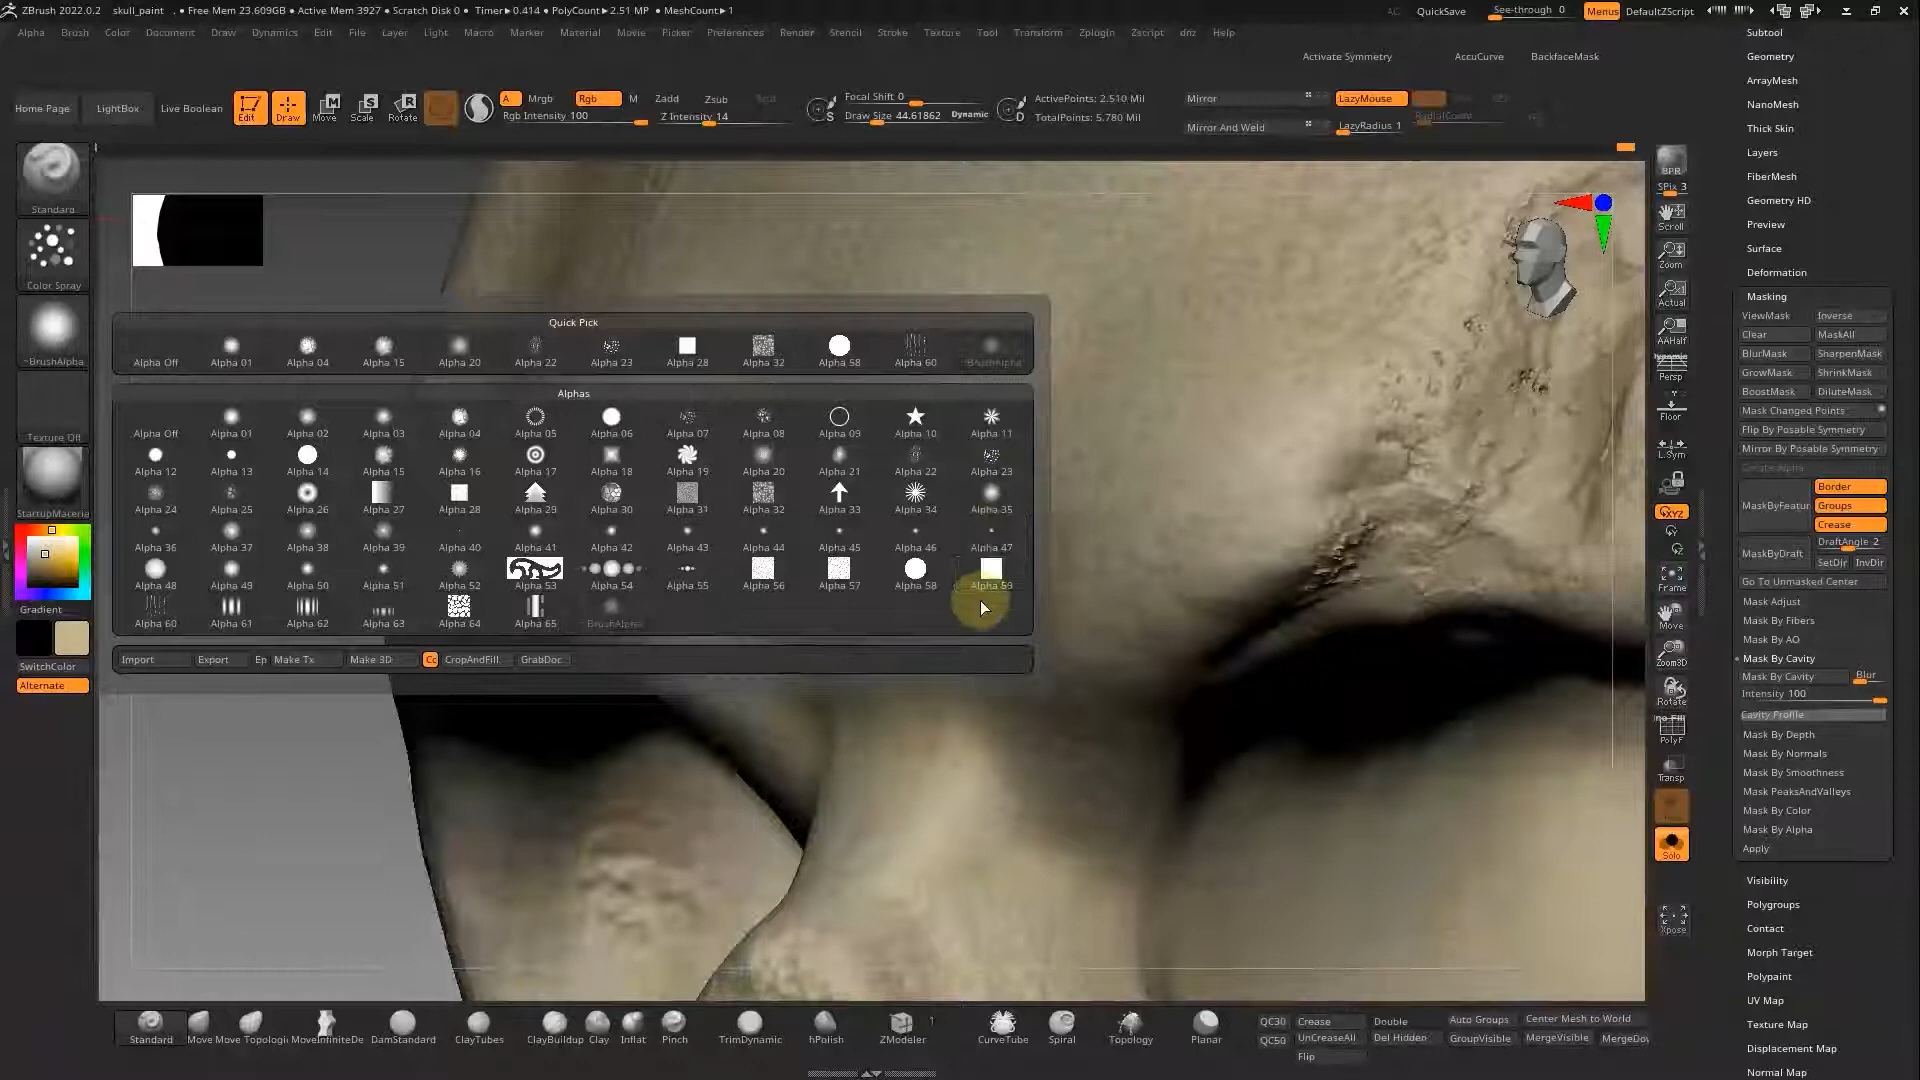 ZBrush 2022.0.2 skull_paint . • Free Mem 23.609GB • Active Mem 3927 • Scratch Disk 0 • Timer▸0.414 • PolyCount▸2.51 MP • MeshCount▸1 AC QuickSave See-through 0 Menus DefaultZScript
Alpha Brush Color Document Draw Dynamics Edit File Layer Light Macro Marker Material Movie Picker Preferences Render Stencil Stroke Texture Tool Transform Zplugin Zscript dnz Help
Activate Symmetry AccuCurve BackfaceMask
Home Page LightBox Live Boolean Edit Draw Move Scale Rotate
A Mrgb Rgb M Zadd Zsub
Rgb Intensity 100 Z Intensity 14
Focal Shift 0
Draw Size 44.61862 Dynamic
ActivePoints: 2.510 Mil
TotalPoints: 5.780 Mil
Mirror
Mirror And Weld
LazyMouse
LazyRadius 1 RadialCount
Standard
Color Spray
~BrushAlpha
Texture Off
StartupMateria
Gradient
SwitchColor
Alternate
Quick Pick
Alpha Off Alpha 01 Alpha 04 Alpha 15 Alpha 20 Alpha 22 Alpha 23 Alpha 28 Alpha 32 Alpha 58 Alpha 60 ~BrushAlpha
Alphas
Alpha Off Alpha 01 Alpha 02 Alpha 03 Alpha 04 Alpha 05 Alpha 06 Alpha 07 Alpha 08 Alpha 09 Alpha 10 Alpha 11
Alpha 12 Alpha 13 Alpha 14 Alpha 15 Alpha 16 Alpha 17 Alpha 18 Alpha 19 Alpha 20 Alpha 21 Alpha 22 Alpha 23
Alpha 24 Alpha 25 Alpha 26 Alpha 27 Alpha 28 Alpha 29 Alpha 30 Alpha 31 Alpha 32 Alpha 33 Alpha 34 Alpha 35
Alpha 36 Alpha 37 Alpha 38 Alpha 39 Alpha 40 Alpha 41 Alpha 42 Alpha 43 Alpha 44 Alpha 45 Alpha 46 Alpha 47
Alpha 48 Alpha 49 Alpha 50 Alpha 51 Alpha 52 Alpha 53 Alpha 54 Alpha 55 Alpha 56 Alpha 57 Alpha 58 Alpha 59
Alpha 60 Alpha 61 Alpha 62 Alpha 63 Alpha 64 Alpha 65 ~BrushAlpha
Import Export Ep Make Tx Make 3D Cc CropAndFill GrabDoc
BPR
SPix 3
Scroll
Zoom
Actual
AAHalf
Dynamic
Persp
Floor
L.Sym
XYZ
Frame
Move
Zoom3D
Rotate
PolyF
Transp
Solo
Xpose
Subtool
Geometry
ArrayMesh
NanoMesh
Thick Skin
Layers
FiberMesh
Geometry HD
Preview
Surface
Deformation
Masking
ViewMask Inverse
Clear MaskAll
BlurMask SharpenMask
GrowMask ShrinkMask
BoostMask DiluteMask
Mask Changed Points
Flip By Posable Symmetry
Mirror By Posable Symmetry
CreateAlpha
MaskByFeatur Border
Groups
Crease
MaskByDraft DraftAngle 2
SetDir InvDir
Go To Unmasked Center
Mask Adjust
Mask By Fibers
Mask By AO
Mask By Cavity
Mask By Cavity Blur
Intensity 100
Cavity Profile
Mask By Depth
Mask By Normals
Mask By Smoothness
Mask PeaksAndValleys
Mask By Color
Mask By Alpha
Apply
Visibility
Polygroups
Contact
Morph Target
Polypaint
UV Map
Texture Map
Displacement Map
Normal Map
Standard Move Move Topologi MoveInfiniteDe DamStandard ClayTubes ClayBuildup Clay Inflat Pinch TrimDynamic hPolish ZModeler 1 CurveTube Spiral Topology Planar
QC30 Crease Double Auto Groups Center Mesh to World
QC50 UnCreaseAll Del Hidden GroupVisible MergeVisible MergeDov
Flip